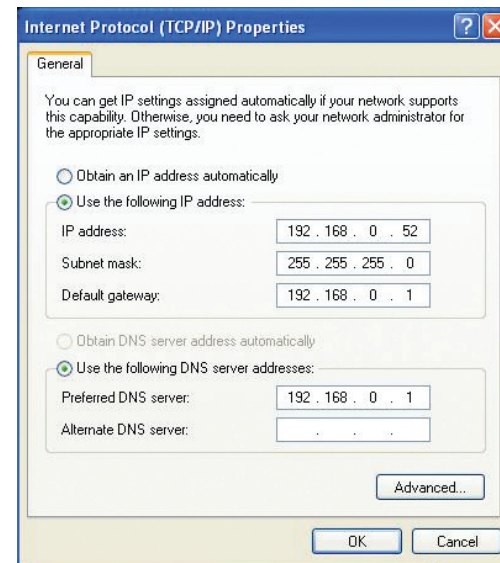 Internet Protocol (TCP/IP) Properties
General
You can get IP settings assigned automatically if your network supports
this capability. Otherwise, you need to ask your network administrator for
the appropriate IP settings.
Obtain an IP address automatically
Use the following IP address:
IP address: 192 . 168 . 0 . 52
Subnet mask: 255 . 255 . 255 . 0
Default gateway: 192 . 168 . 0 . 1
Obtain DNS server address automatically
Use the following DNS server addresses:
Preferred DNS server: 192 . 168 . 0 . 1
Alternate DNS server: . . .
Advanced...
OK Cancel